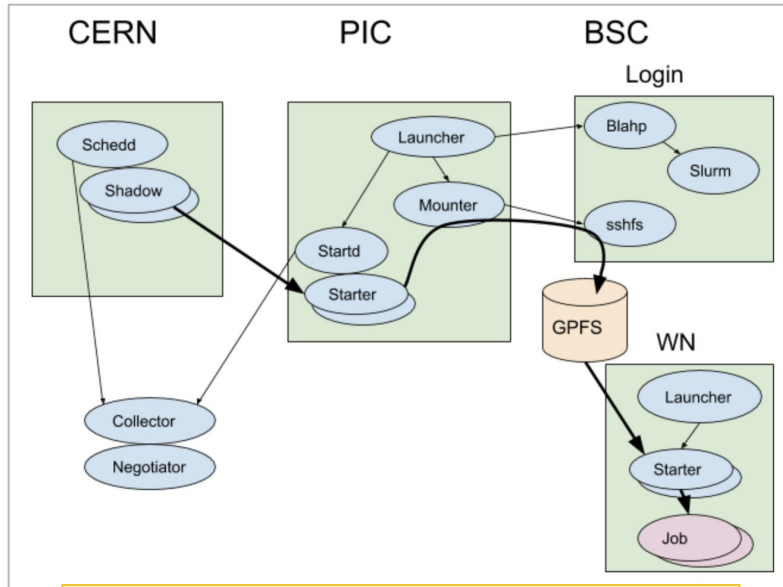 CERN
PIC
BSC
Login
Schedd
Shadow
Launcher
Mounter
Startd
Starter
Blahp
Slurm
sshfs
GPFS
WN
Launcher
Starter
Job
Collector
Negotiator